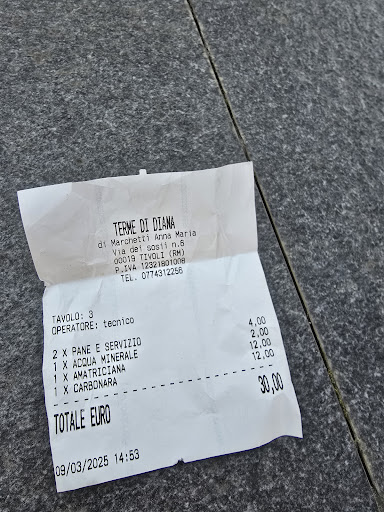 TERME DI DIANA
di Marchetti Anna Maria
Via dei sosii n.6
00019 TIVOLI (RM)
P.IVA 12321801008
TEL. 0774312256
TAVOLO: 3
OPERATORE: tecnico
2 X PANE E SERVIZIO 4,00
1 X ACQUA MINERALE 2,00
1 X AMATRICIANA 12,00
1 X CARBONARA 12,00
TOTALE EURO 30,00
09/03/2025 14:53